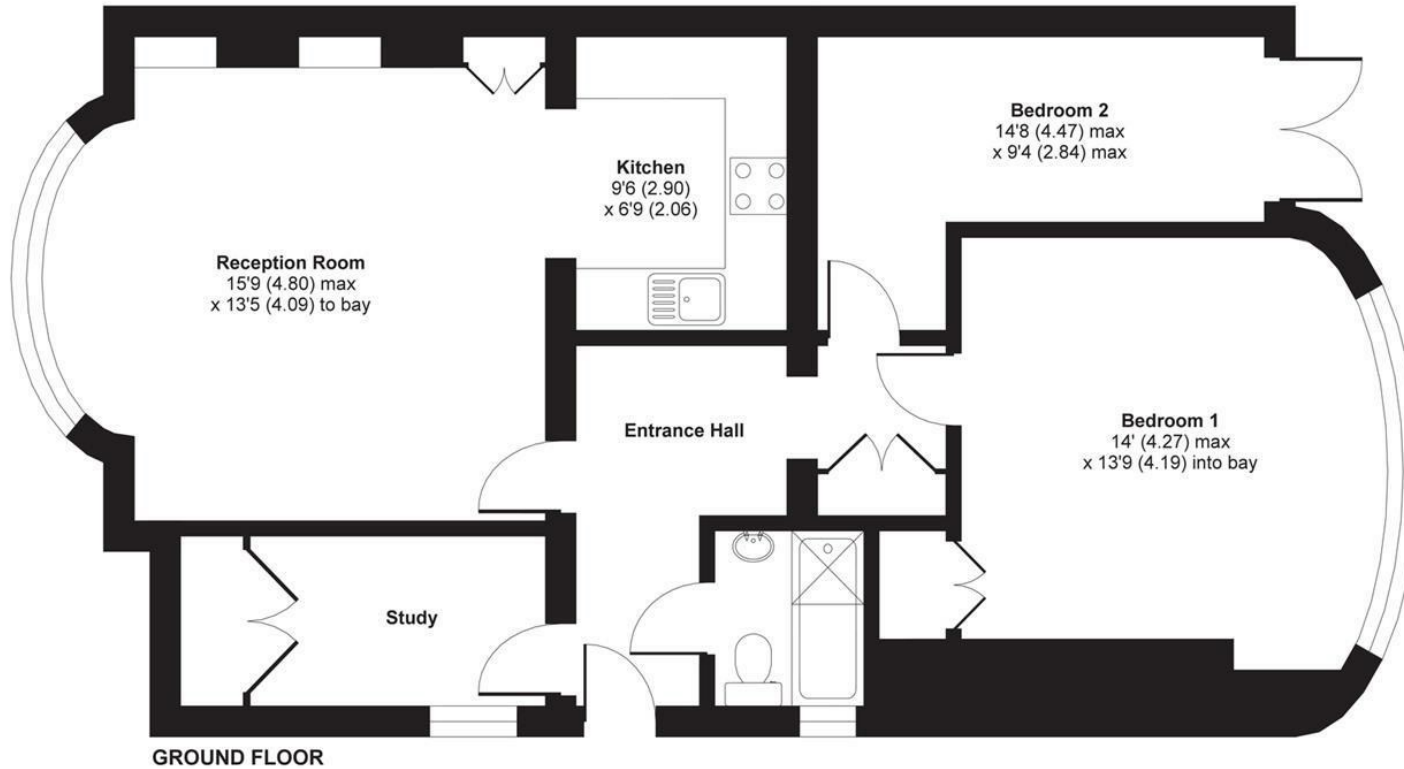 Bedroom 2
14'8 (4.47) max
x 9'4 (2.84) max
Kitchen
9'6 (2.90)
x 6'9 (2.06)
Reception Room
15'9 (4.80) max
x 13'5 (4.09) to bay
Entrance Hall
Bedroom 1
14' (4.27) max
x 13'9 (4.19) into bay
Study
GROUND FLOOR